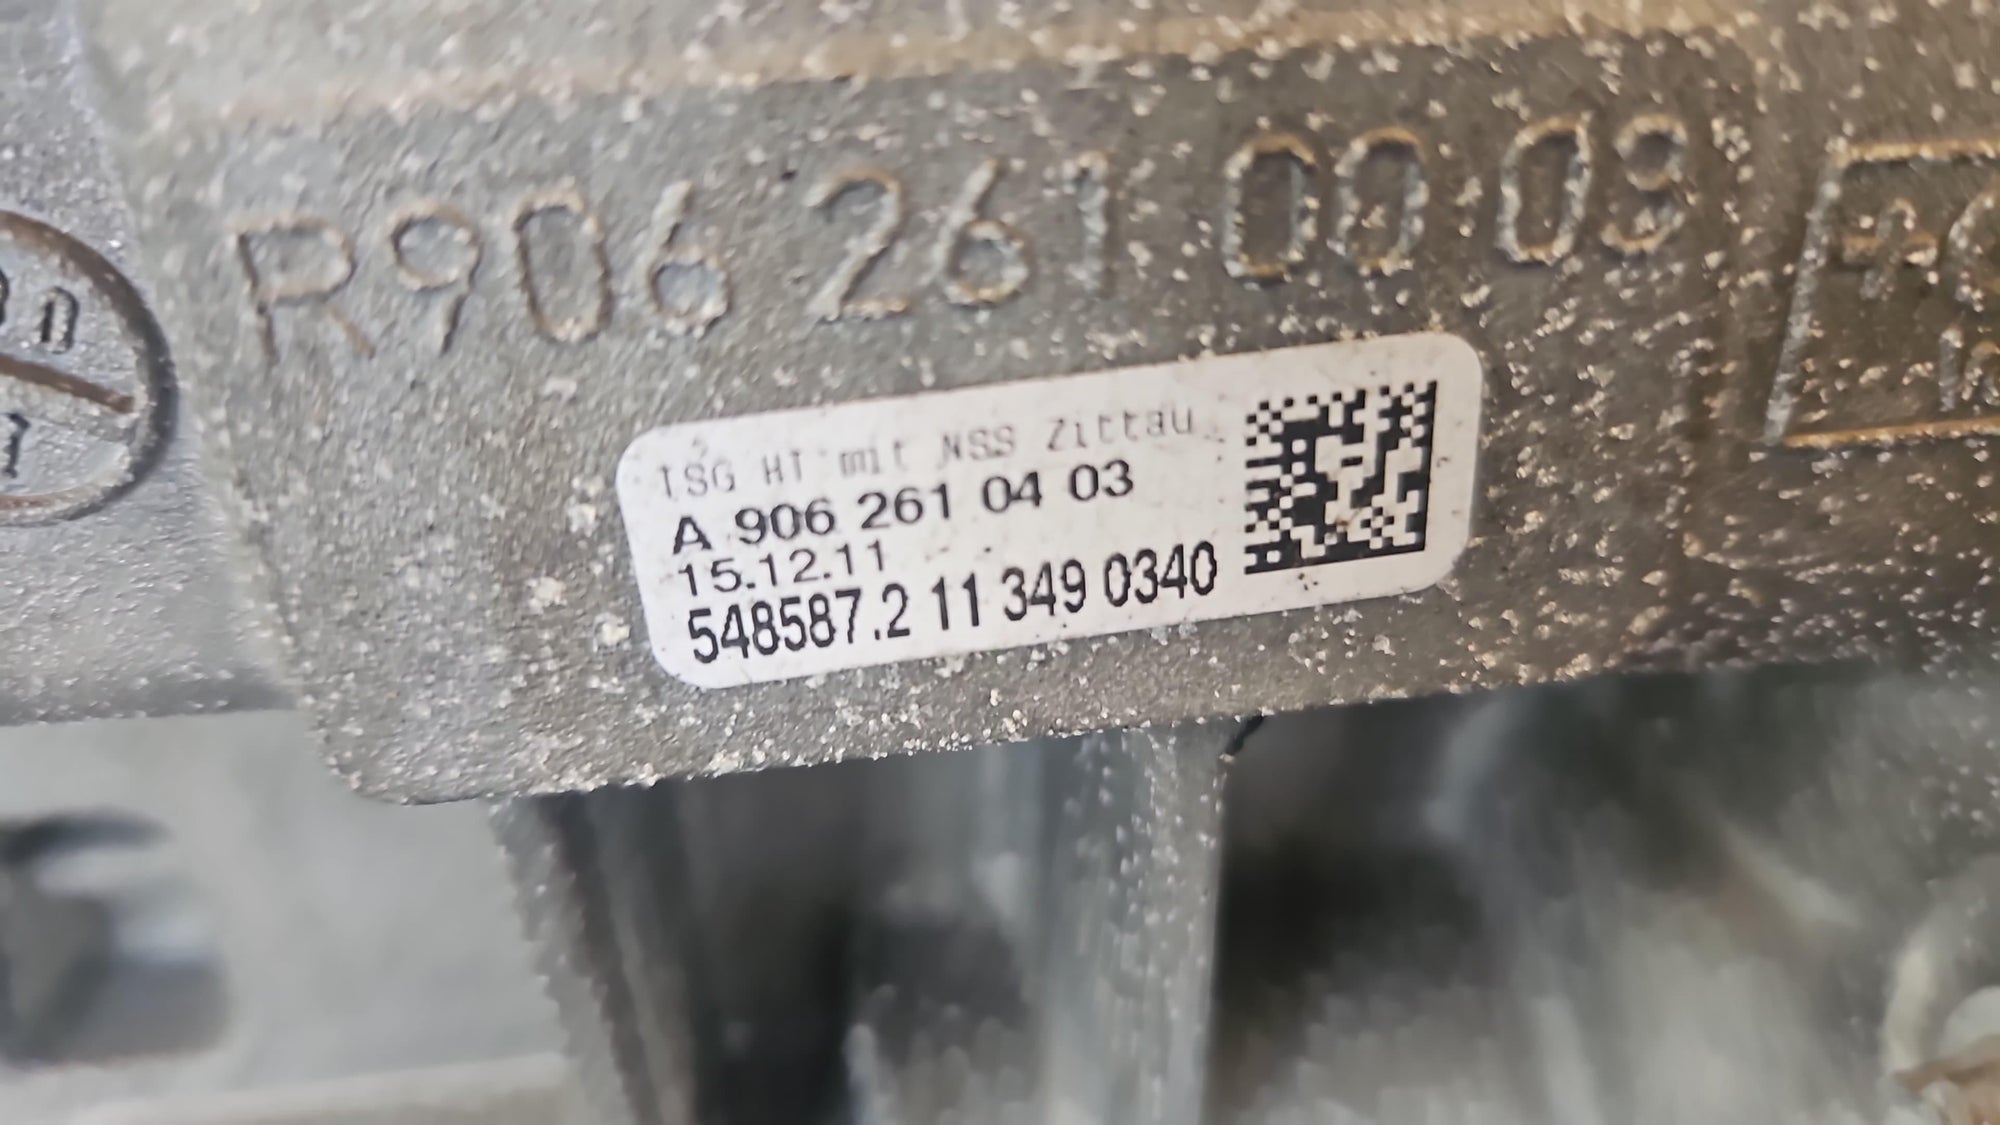 R906 261 00 03
TSG HT mit NSS Zittau
A 906 261 04 03
15.12.11
548587.2 11 349 0340